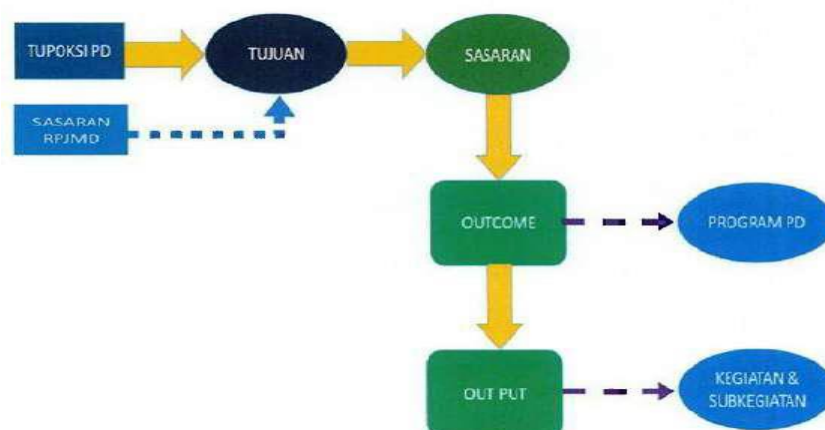 TUPOKSI PD
TUJUAN
SASARAN
SASARAN
RPJMD
OUTCOME
PROGRAM PD
OUT PUT
KEGIATAN &
SUBKEGIATAN